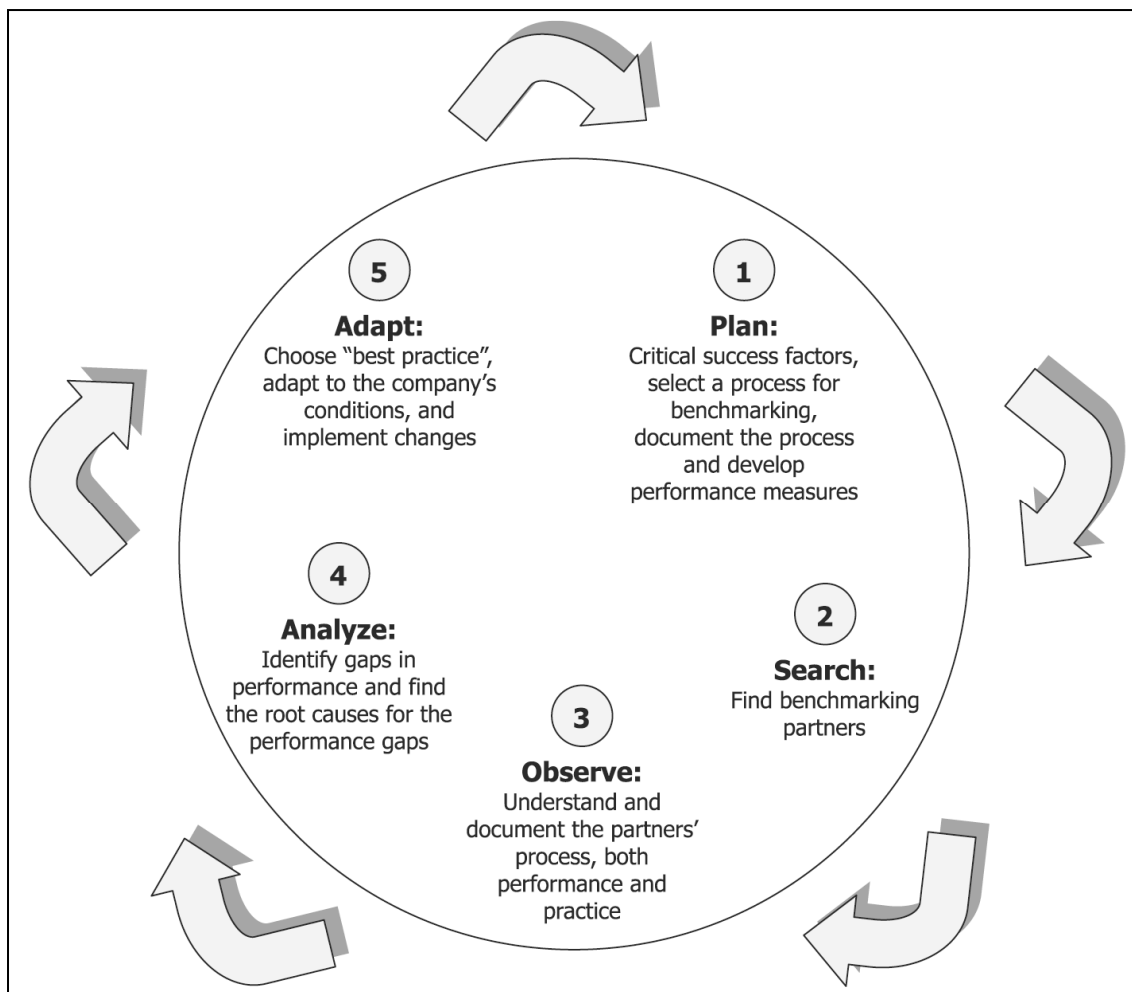 1
Plan:
Critical success factors,
select a process for
benchmarking,
document the process
and develop
performance measures
2
Search:
Find benchmarking
partners
3
Observe:
Understand and
document the partners’
process, both
performance and
practice
4
Analyze:
Identify gaps in
performance and find
the root causes for the
performance gaps
5
Adapt:
Choose “best practice”,
adapt to the company’s
conditions, and
implement changes